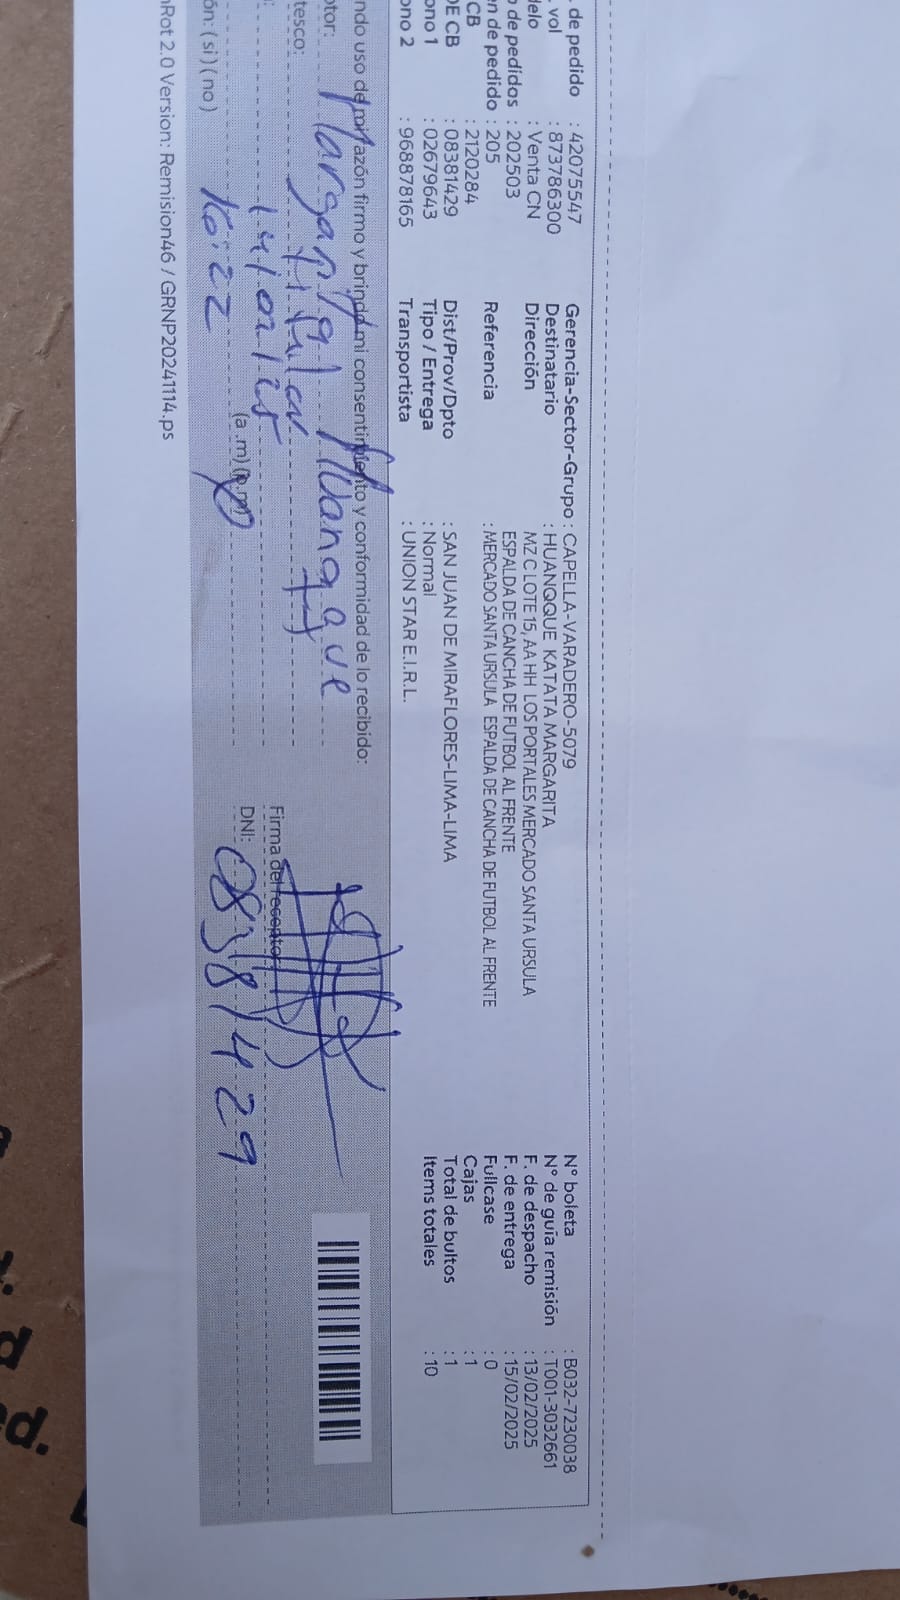 de pedido : 42075547 Gerencia-Sector-Grupo : CAPELLA-VARADERO-5079 N° boleta : B032-7230038
vol : 873786300 Destinatario : HUANQQUE KATATA MARGARITA N° de guía remisión : T001-3032661
delo : Venta CN Dirección MZ C LOTE 15, AA HH LOS PORTALES MERCADO SANTA URSULA F. de despacho : 13/02/2025
o de pedidos : 202503 ESPALDA DE CANCHA DE FUTBOL AL FRENTE F. de entrega : 15/02/2025
en de pedido : 205 Referencia : MERCADO SANTA URSULA ESPALDA DE CANCHA DE FUTBOL AL FRENTE Fullcase : 0
CB : 2120284 Cajas : 1
DE CB : 08381429 Dist/Prov/Dpto : SAN JUAN DE MIRAFLORES-LIMA-LIMA Total de bultos : 1
ono 1 : 02679643 Tipo / Entrega : Normal Items totales : 10
ono 2 : 968878165 Transportista : UNION STAR E.I.R.L.
ndo uso de mi razón firmo y brindo mi consentimiento y conformidad de lo recibido:
ptor: Margarita Huanqque
tesco: titular
Firma del receptor
DNI: 08381429
16:22 (a .m) (p.m)
ón: (si) (no)
nRot 2.0 Version: Remision46 / GRNP20241114.ps
d
ed.